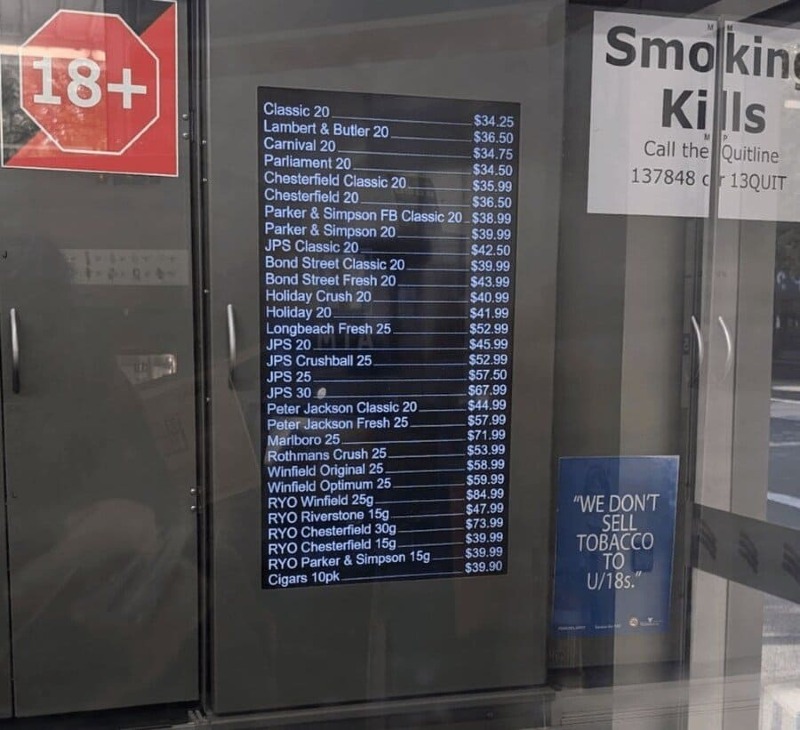 18+
Classic 20 $34.25
Lambert & Butler 20 $36.50
Carnival 20 $34.75
Parliament 20 $34.50
Chesterfield Classic 20 $35.99
Chesterfield 20 $36.50
Parker & Simpson FB Classic 20 $38.99
Parker & Simpson 20 $39.99
JPS Classic 20 $42.50
Bond Street Classic 20 $39.99
Bond Street Fresh 20 $43.99
Holiday Crush 20 $40.99
Holiday 20 $41.99
Longbeach Fresh 25 $52.99
JPS 20 $45.99
JPS Crushball 25 $52.99
JPS 25 $57.50
JPS 30 $67.99
Peter Jackson Classic 20 $44.99
Peter Jackson Fresh 25 $57.99
Marlboro 25 $71.99
Rothmans Crush 25 $53.99
Winfield Original 25 $58.99
Winfield Optimum 25 $59.99
RYO Winfield 25g $84.99
RYO Riverstone 15g $47.99
RYO Chesterfield 30g $73.99
RYO Chesterfield 15g $39.99
RYO Parker & Simpson 15g $39.99
Cigars 10pk $39.90
Smoking
Kills
Call the Quitline
137848 or 13QUIT
"WE DON'T
SELL
TOBACCO
TO
U/18s."